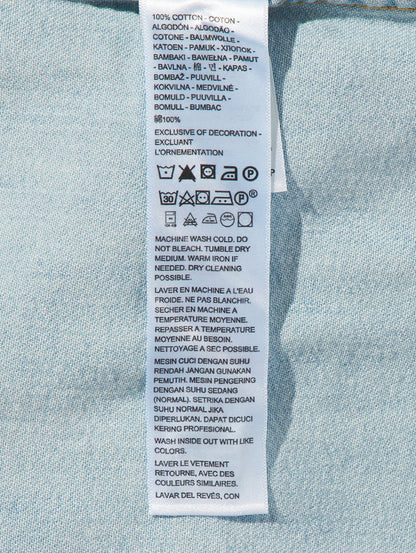 100% COTTON - COTON -
ALGODÓN - ALGODÃO -
COTONE - BAUMWOLLE -
KATOEN - PAMUK - ХЛОПОК -
BAMBAKI - BAWEŁNA - PAMUT
- BAVLNA - 棉 - 면 - KAPAS -
BOMBAŽ - PUUVILL -
KOKVILNA - MEDVILNĖ -
BOMULD - PUUVILLA -
BOMULL - BUMBAC
綿100%
EXCLUSIVE OF DECORATION -
EXCLUANT
L'ORNEMENTATION
P
30 P ®
MACHINE WASH COLD. DO
NOT BLEACH. TUMBLE DRY
MEDIUM. WARM IRON IF
NEEDED. DRY CLEANING
POSSIBLE.
LAVER EN MACHINE A L'EAU
FROIDE. NE PAS BLANCHIR.
SECHER EN MACHINE A
TEMPERATURE MOYENNE.
REPASSER A TEMPERATURE
MOYENNE AU BESOIN.
NETTOYAGE A SEC POSSIBLE.
MESIN CUCI DENGAN SUHU
RENDAH JANGAN GUNAKAN
PEMUTIH. MESIN PENGERING
DENGAN SUHU SEDANG
(NORMAL). SETRIKA DENGAN
SUHU NORMAL JIKA
DIPERLUKAN. DAPAT DICUCI
KERING PROFESIONAL.
WASH INSIDE OUT WITH LIKE
COLORS.
LAVER LE VETEMENT
RETOURNE, AVEC DES
COULEURS SIMILAIRES.
LAVAR DEL REVÉS, CON
P